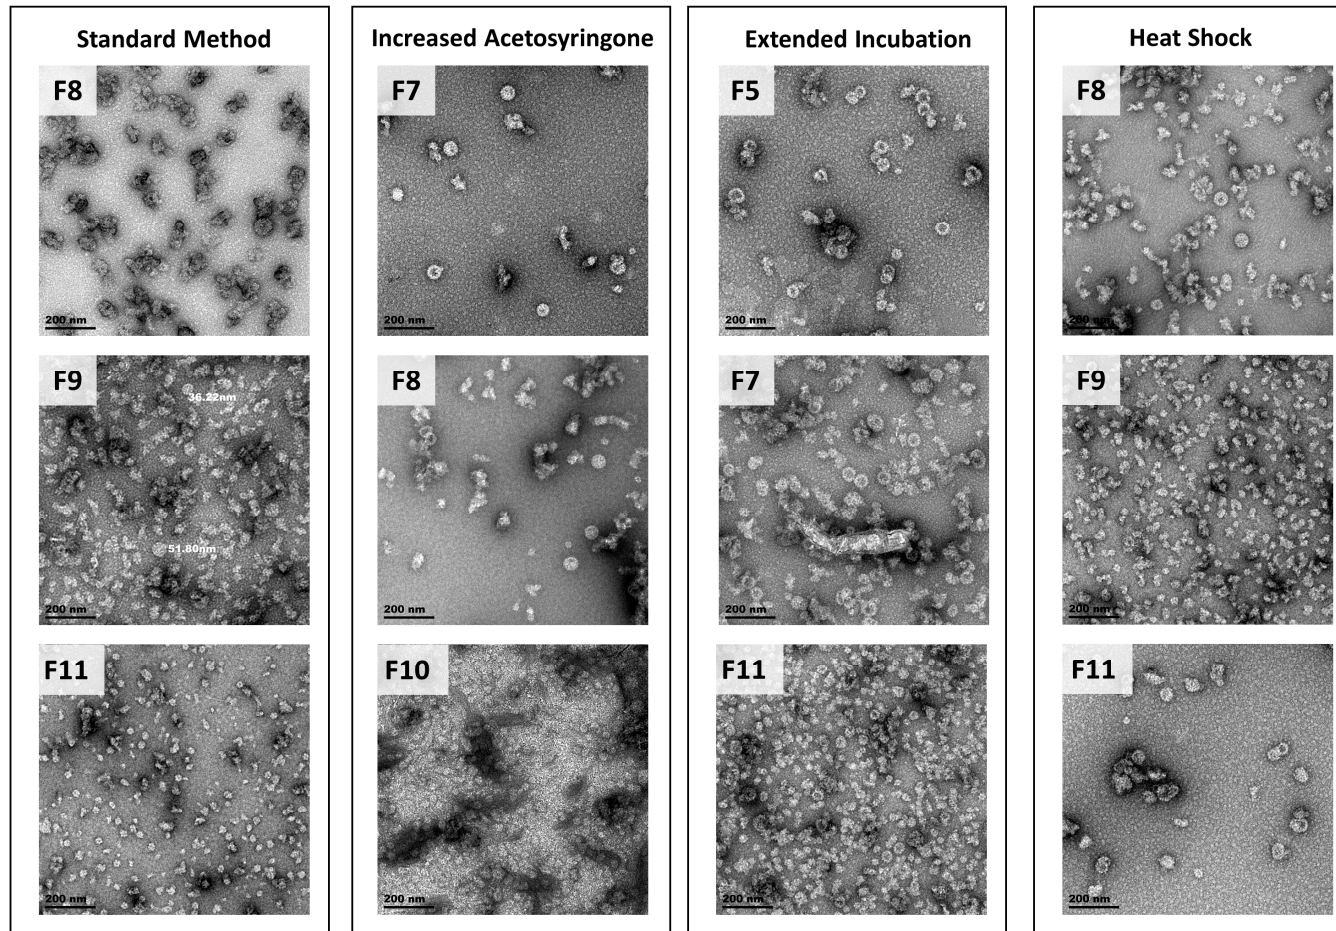 Standard Method
F8
200 nm
F9
36.22nm
51.80nm
200 nm
F11
200 nm
Increased Acetosyringone
F7
200 nm
F8
200 nm
F10
200 nm
Extended Incubation
F5
200 nm
F7
200 nm
F11
200 nm
Heat Shock
F8
200 nm
F9
200 nm
F11
200 nm